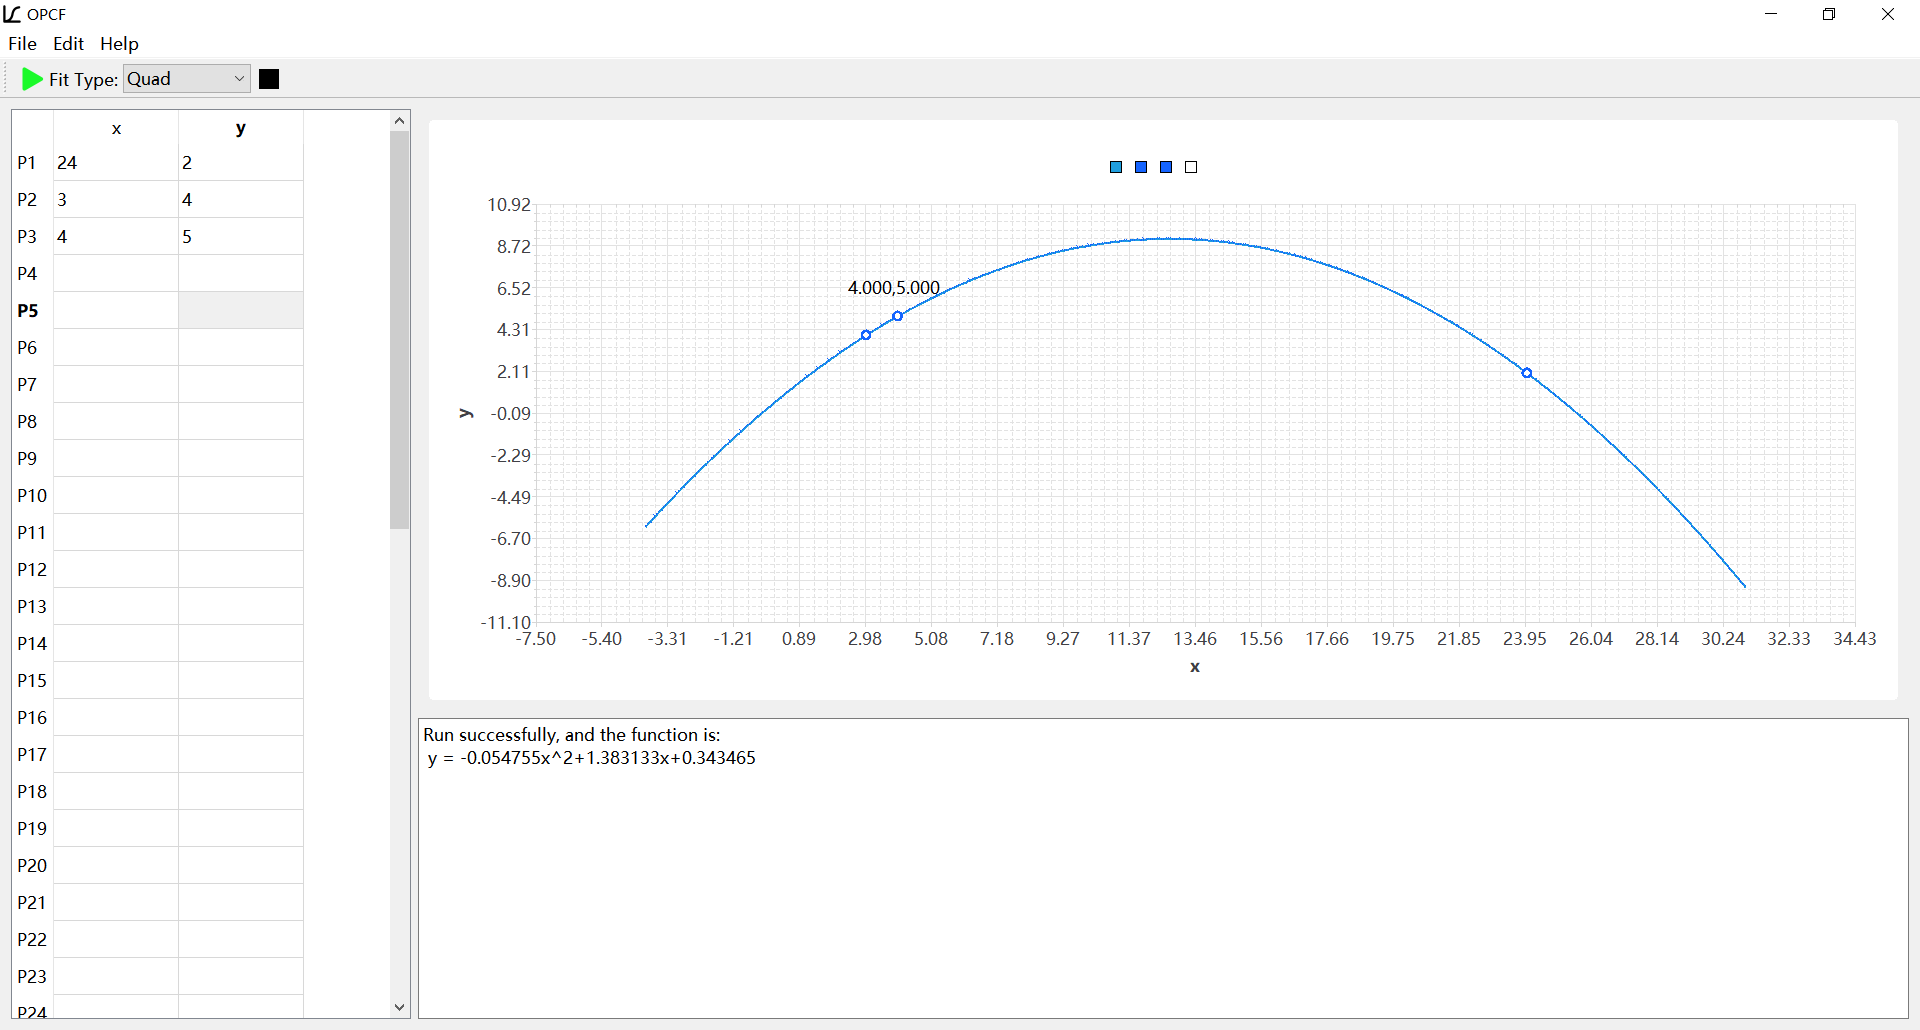 OPCF
File Edit Help
Fit Type: Quad
x y
P1 24 2
P2 3 4
P3 4 5
P4
P5
P6
P7
P8
P9
P10
P11
P12
P13
P14
P15
P16
P17
P18
P19
P20
P21
P22
P23
P24
10.92
8.72
6.52
4.31
2.11
-0.09
-2.29
-4.49
-6.70
-8.90
-11.10
y
4.000,5.000
-7.50 -5.40 -3.31 -1.21 0.89 2.98 5.08 7.18 9.27 11.37 13.46 15.56 17.66 19.75 21.85 23.95 26.04 28.14 30.24 32.33 34.43
x
Run successfully, and the function is:
y = -0.054755x^2+1.383133x+0.343465